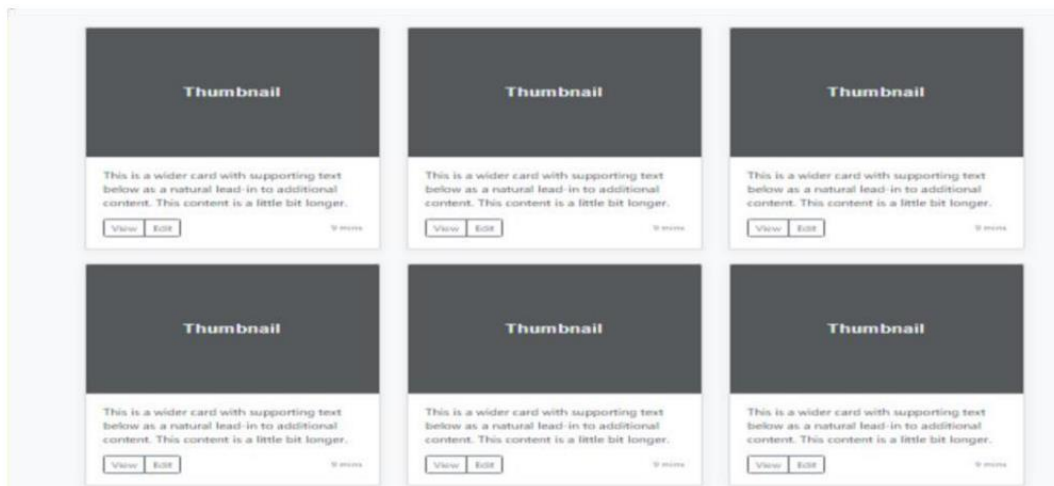 Thumbnail
Thumbnail
Thumbnail
This is a wider card with supporting text
below as a natural lead-in to additional
content. This content is a little bit longer.
View Edit 9 mins
This is a wider card with supporting text
below as a natural lead-in to additional
content. This content is a little bit longer.
View Edit 9 mins
This is a wider card with supporting text
below as a natural lead-in to additional
content. This content is a little bit longer.
View Edit 9 mins
Thumbnail
Thumbnail
Thumbnail
This is a wider card with supporting text
below as a natural lead-in to additional
content. This content is a little bit longer.
View Edit 9 mins
This is a wider card with supporting text
below as a natural lead-in to additional
content. This content is a little bit longer.
View Edit 9 mins
This is a wider card with supporting text
below as a natural lead-in to additional
content. This content is a little bit longer.
View Edit 9 mins